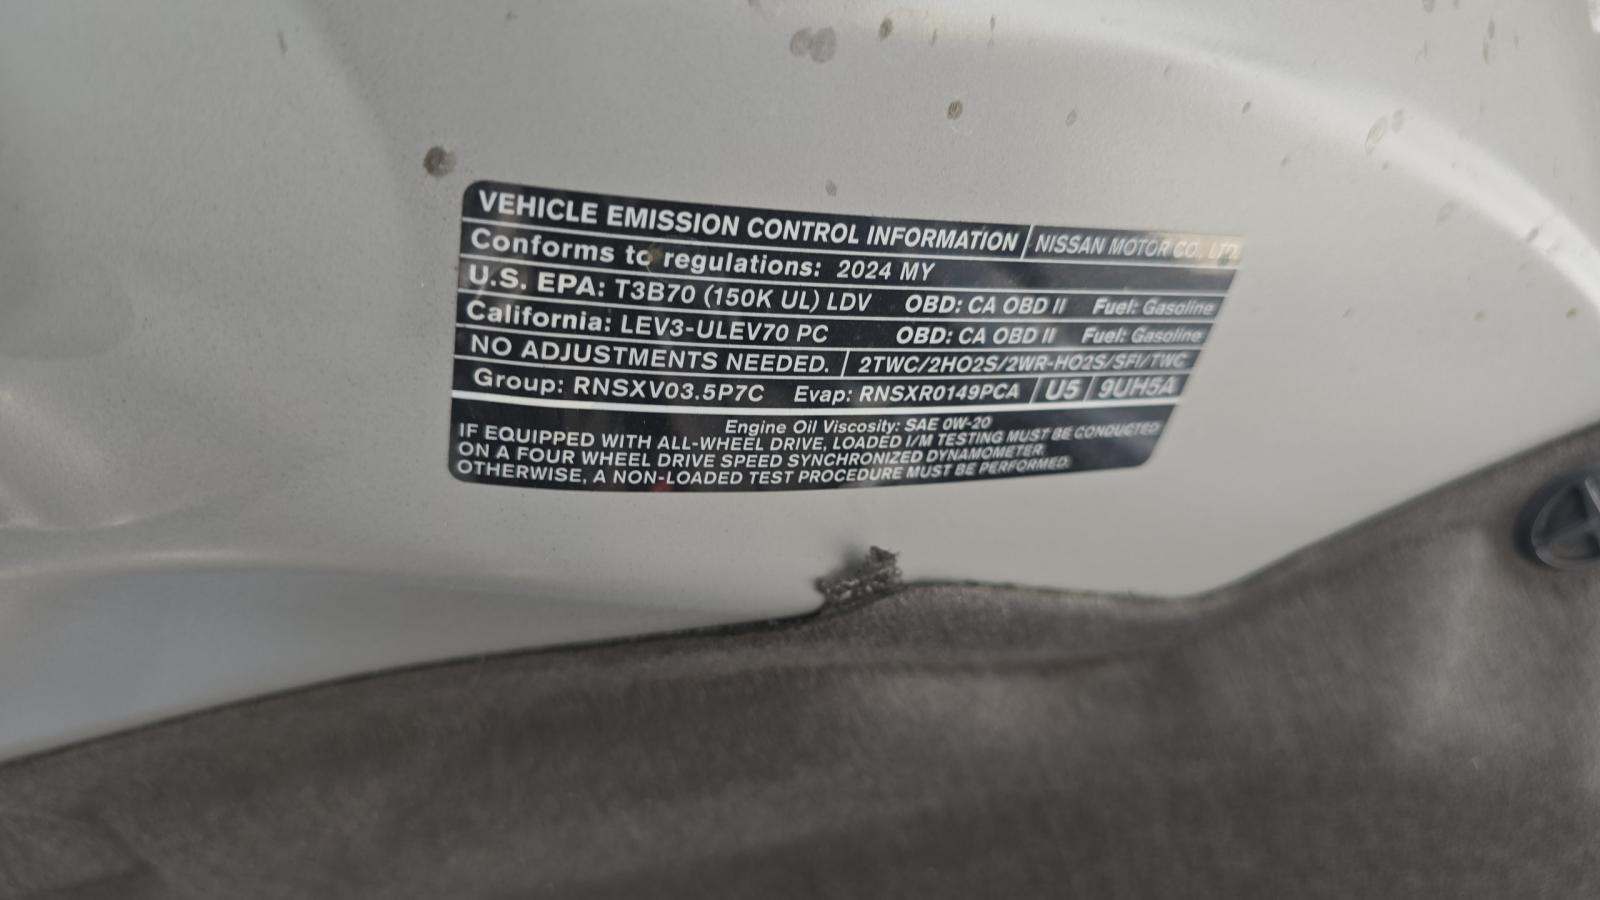 VEHICLE EMISSION CONTROL INFORMATION NISSAN MOTOR CO., LTD.
Conforms to regulations: 2024 MY
U.S. EPA: T3B70 (150K UL) LDV OBD: CA OBD II Fuel: Gasoline
California: LEV3-ULEV70 PC OBD: CA OBD II Fuel: Gasoline
NO ADJUSTMENTS NEEDED. 2TWC/2HO2S/2WR-HO2S/SFI/TWC
Group: RNSXV03.5P7C Evap: RNSXR0149PCA U5 9UH5A
Engine Oil Viscosity: SAE 0W-20
IF EQUIPPED WITH ALL-WHEEL DRIVE, LOADED I/M TESTING MUST BE CONDUCTED
ON A FOUR WHEEL DRIVE SPEED SYNCHRONIZED DYNAMOMETER.
OTHERWISE, A NON-LOADED TEST PROCEDURE MUST BE PERFORMED.